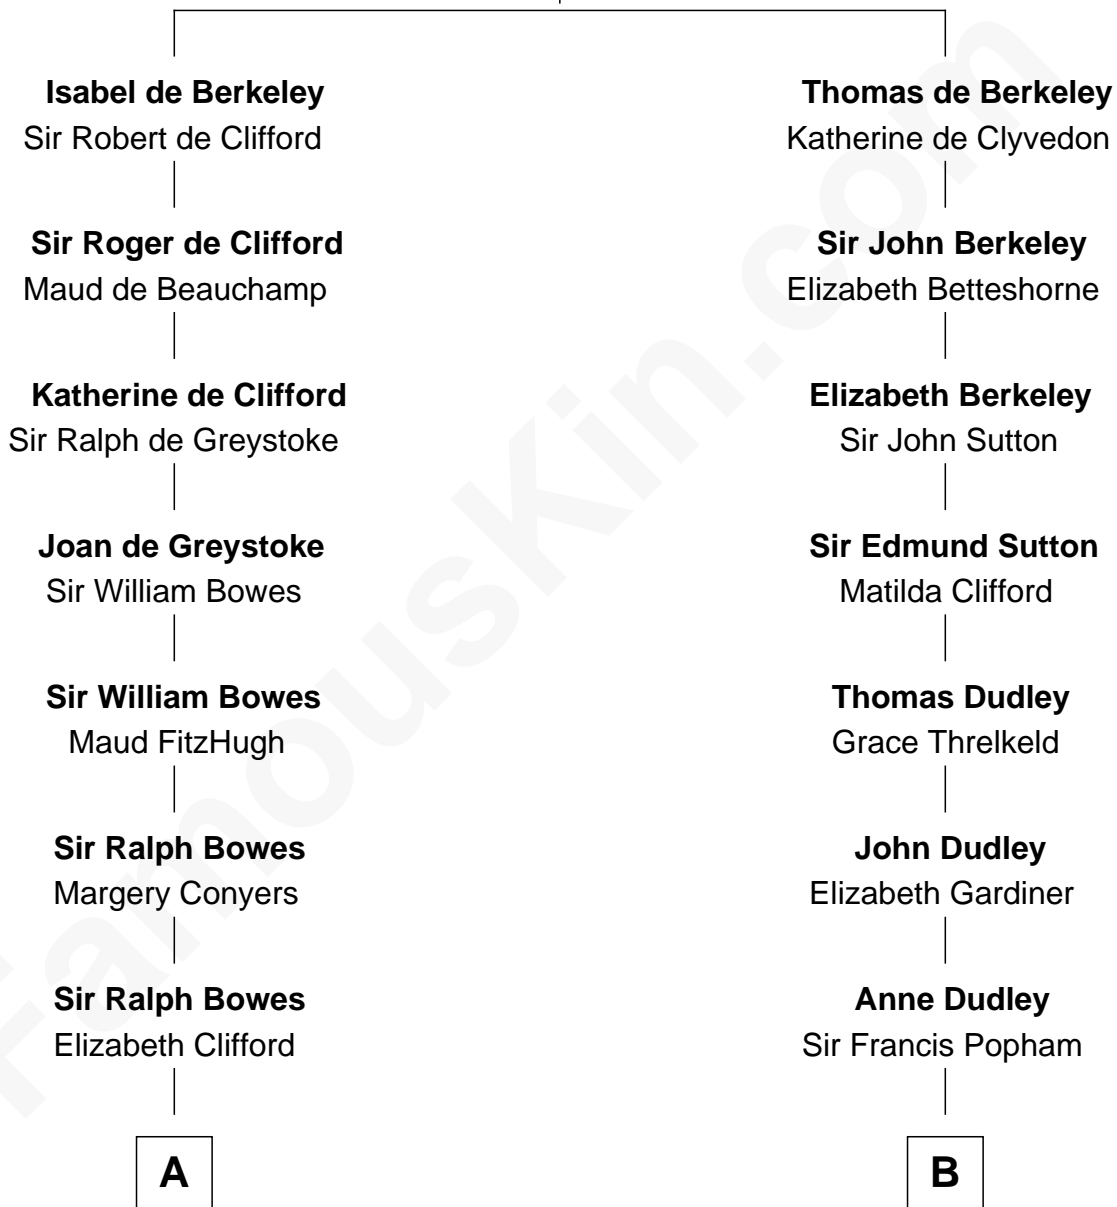 Isabel de Berkeley
Sir Robert de Clifford
Sir Roger de Clifford
Maud de Beauchamp
Katherine de Clifford
Sir Ralph de Greystoke
Joan de Greystoke
Sir William Bowes
Sir William Bowes
Maud FitzHugh
Sir Ralph Bowes
Margery Conyers
Sir Ralph Bowes
Elizabeth Clifford
A
Thomas de Berkeley
Katherine de Clyvedon
Sir John Berkeley
Elizabeth Betteshorne
Elizabeth Berkeley
Sir John Sutton
Sir Edmund Sutton
Matilda Clifford
Thomas Dudley
Grace Threlkeld
John Dudley
Elizabeth Gardiner
Anne Dudley
Sir Francis Popham
B
FamousKin.com